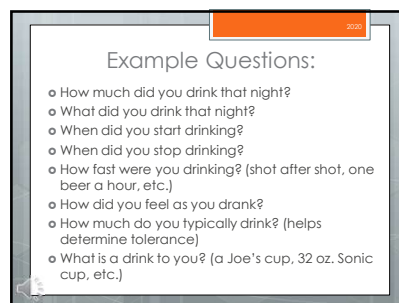 2020
Example Questions:
How much did you drink that night?
What did you drink that night?
When did you start drinking?
When did you stop drinking?
How fast were you drinking? (shot after shot, one
beer a hour, etc.)
How did you feel as you drank?
How much do you typically drink? (helps
determine tolerance)
What is a drink to you? (a Joe's cup, 32 oz. Sonic
cup, etc.)